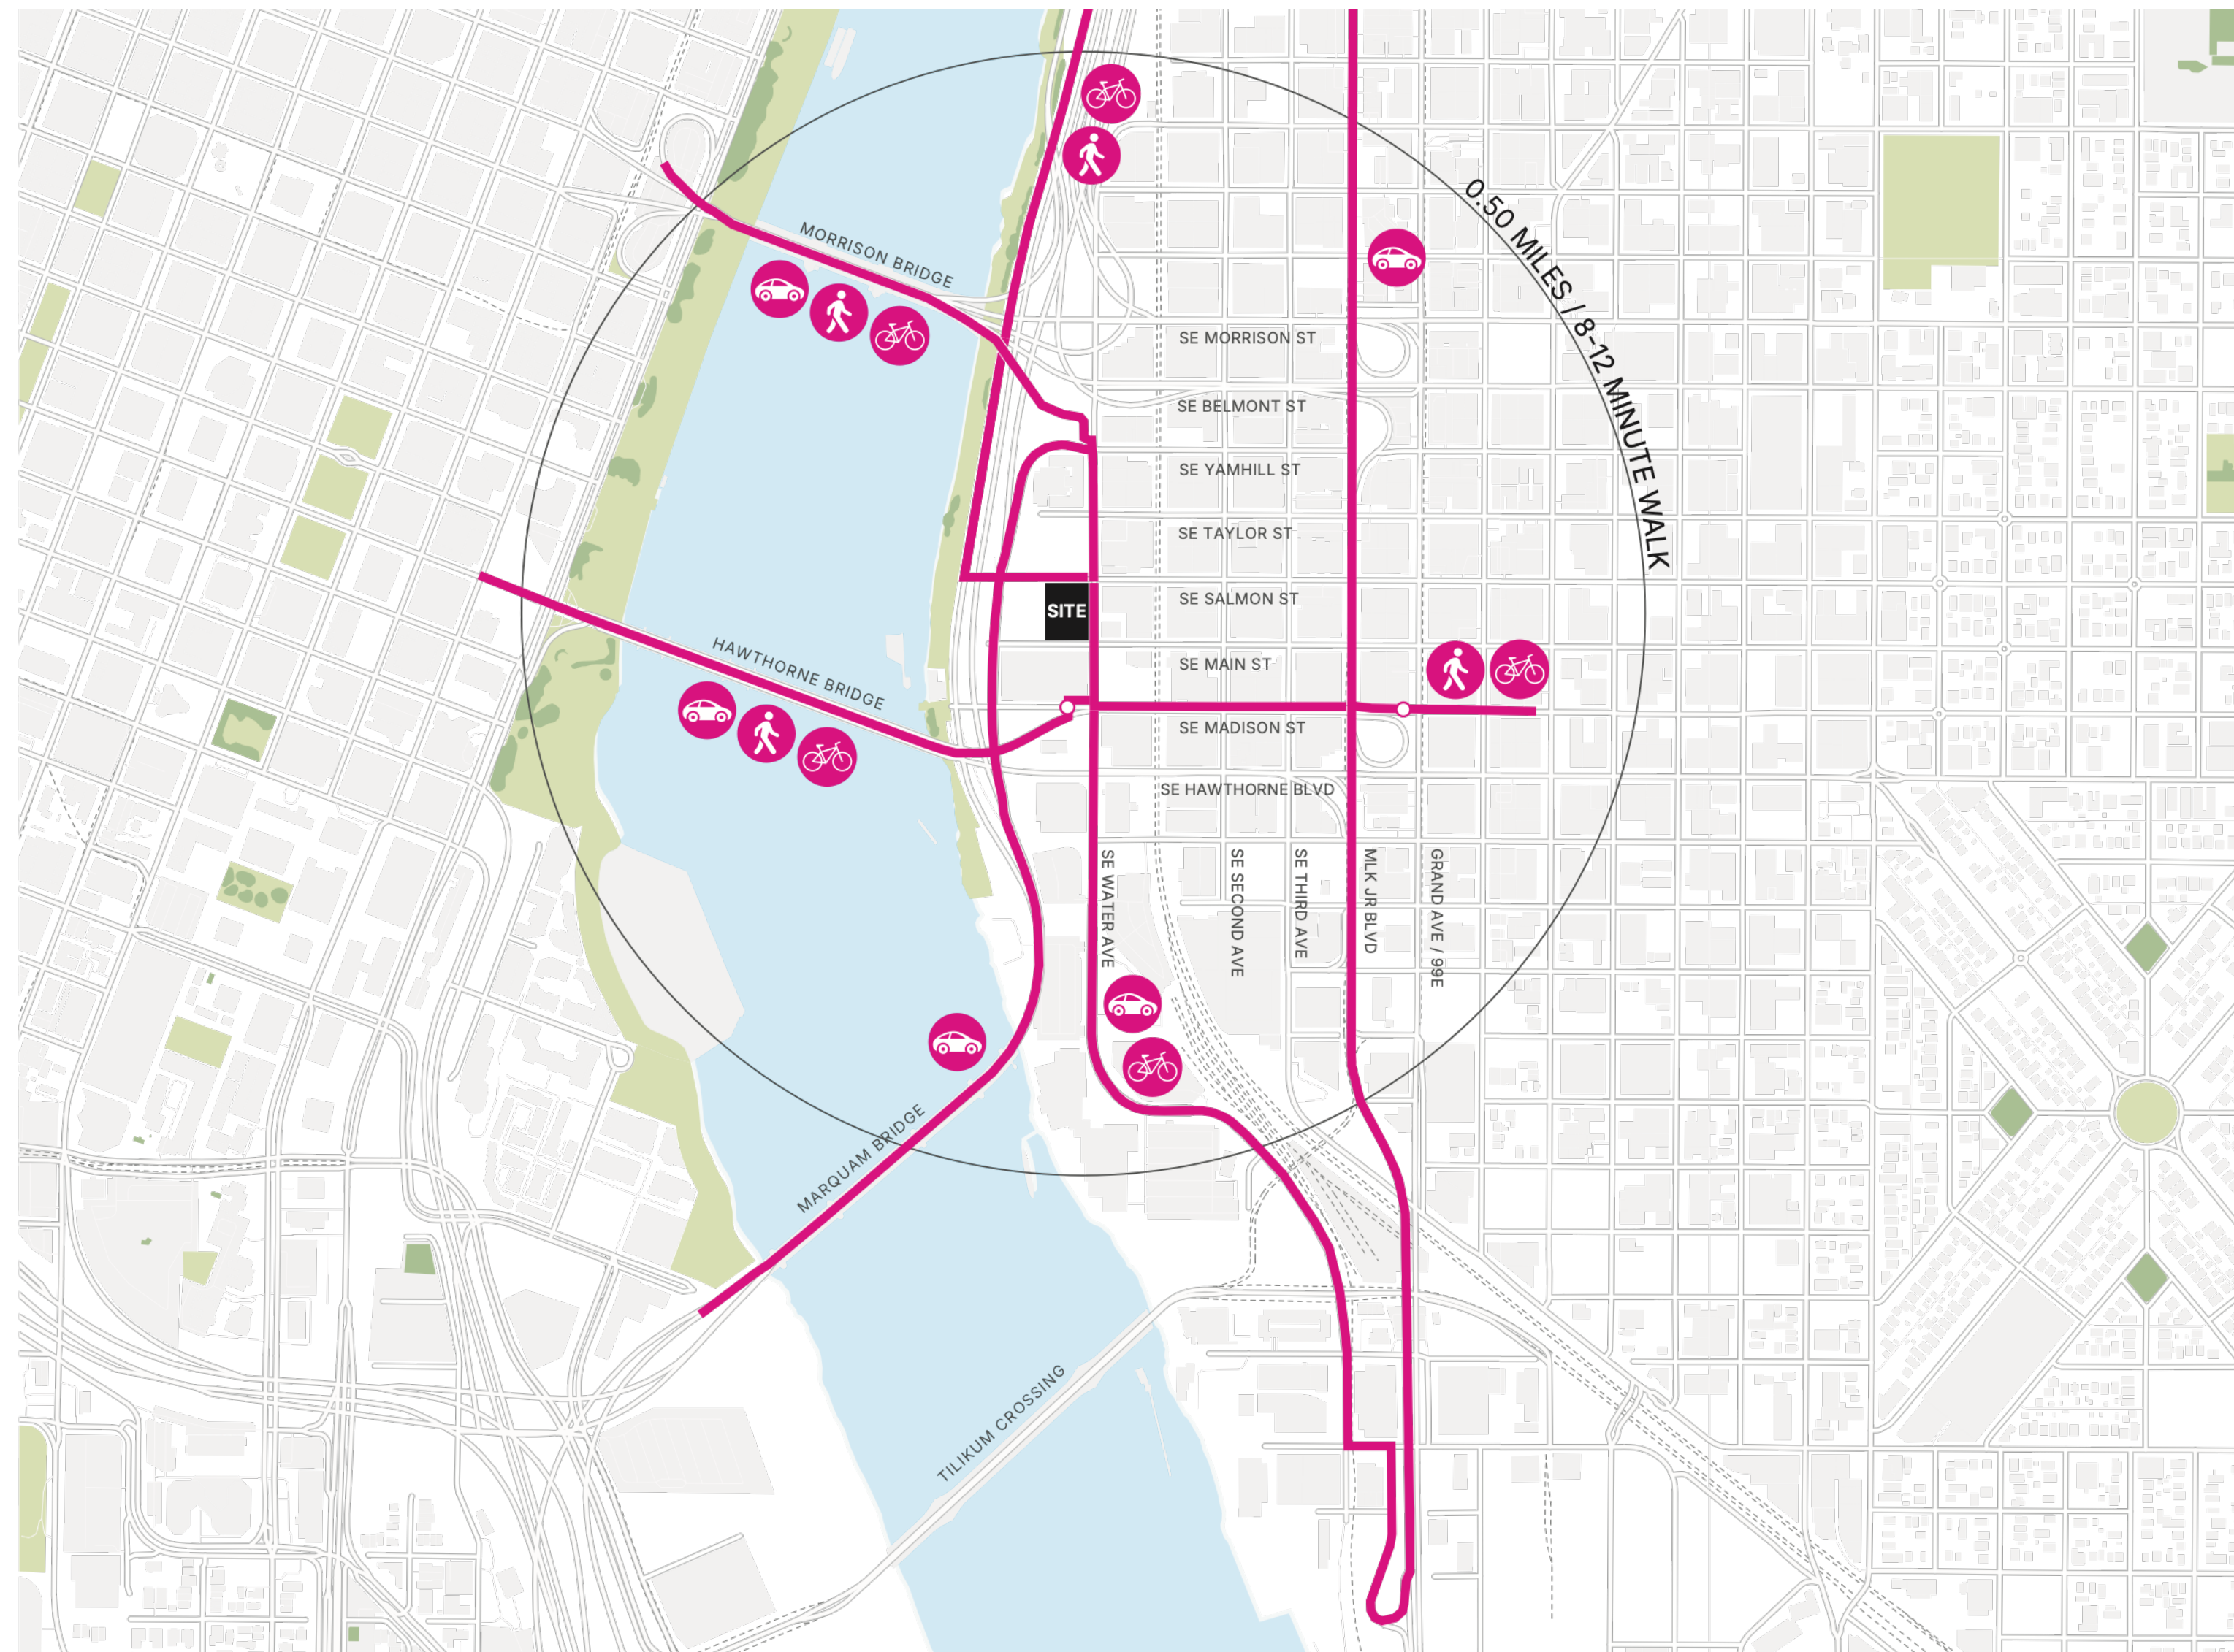 MORRISON BRIDGE
0.50 MILES / 8-12 MINUTE WALK
SE MORRISON ST
SE BELMONT ST
SE YAMHILL ST
SE TAYLOR ST
SE SALMON ST
SITE
HAWTHORNE BRIDGE
SE MAIN ST
SE MADISON ST
SE HAWTHORNE BLVD
SE WATER AVE
SE SECOND AVE
SE THIRD AVE
MLK JR BLVD
GRAND AVE / 99E
MARQUAM BRIDGE
TILIKUM CROSSING